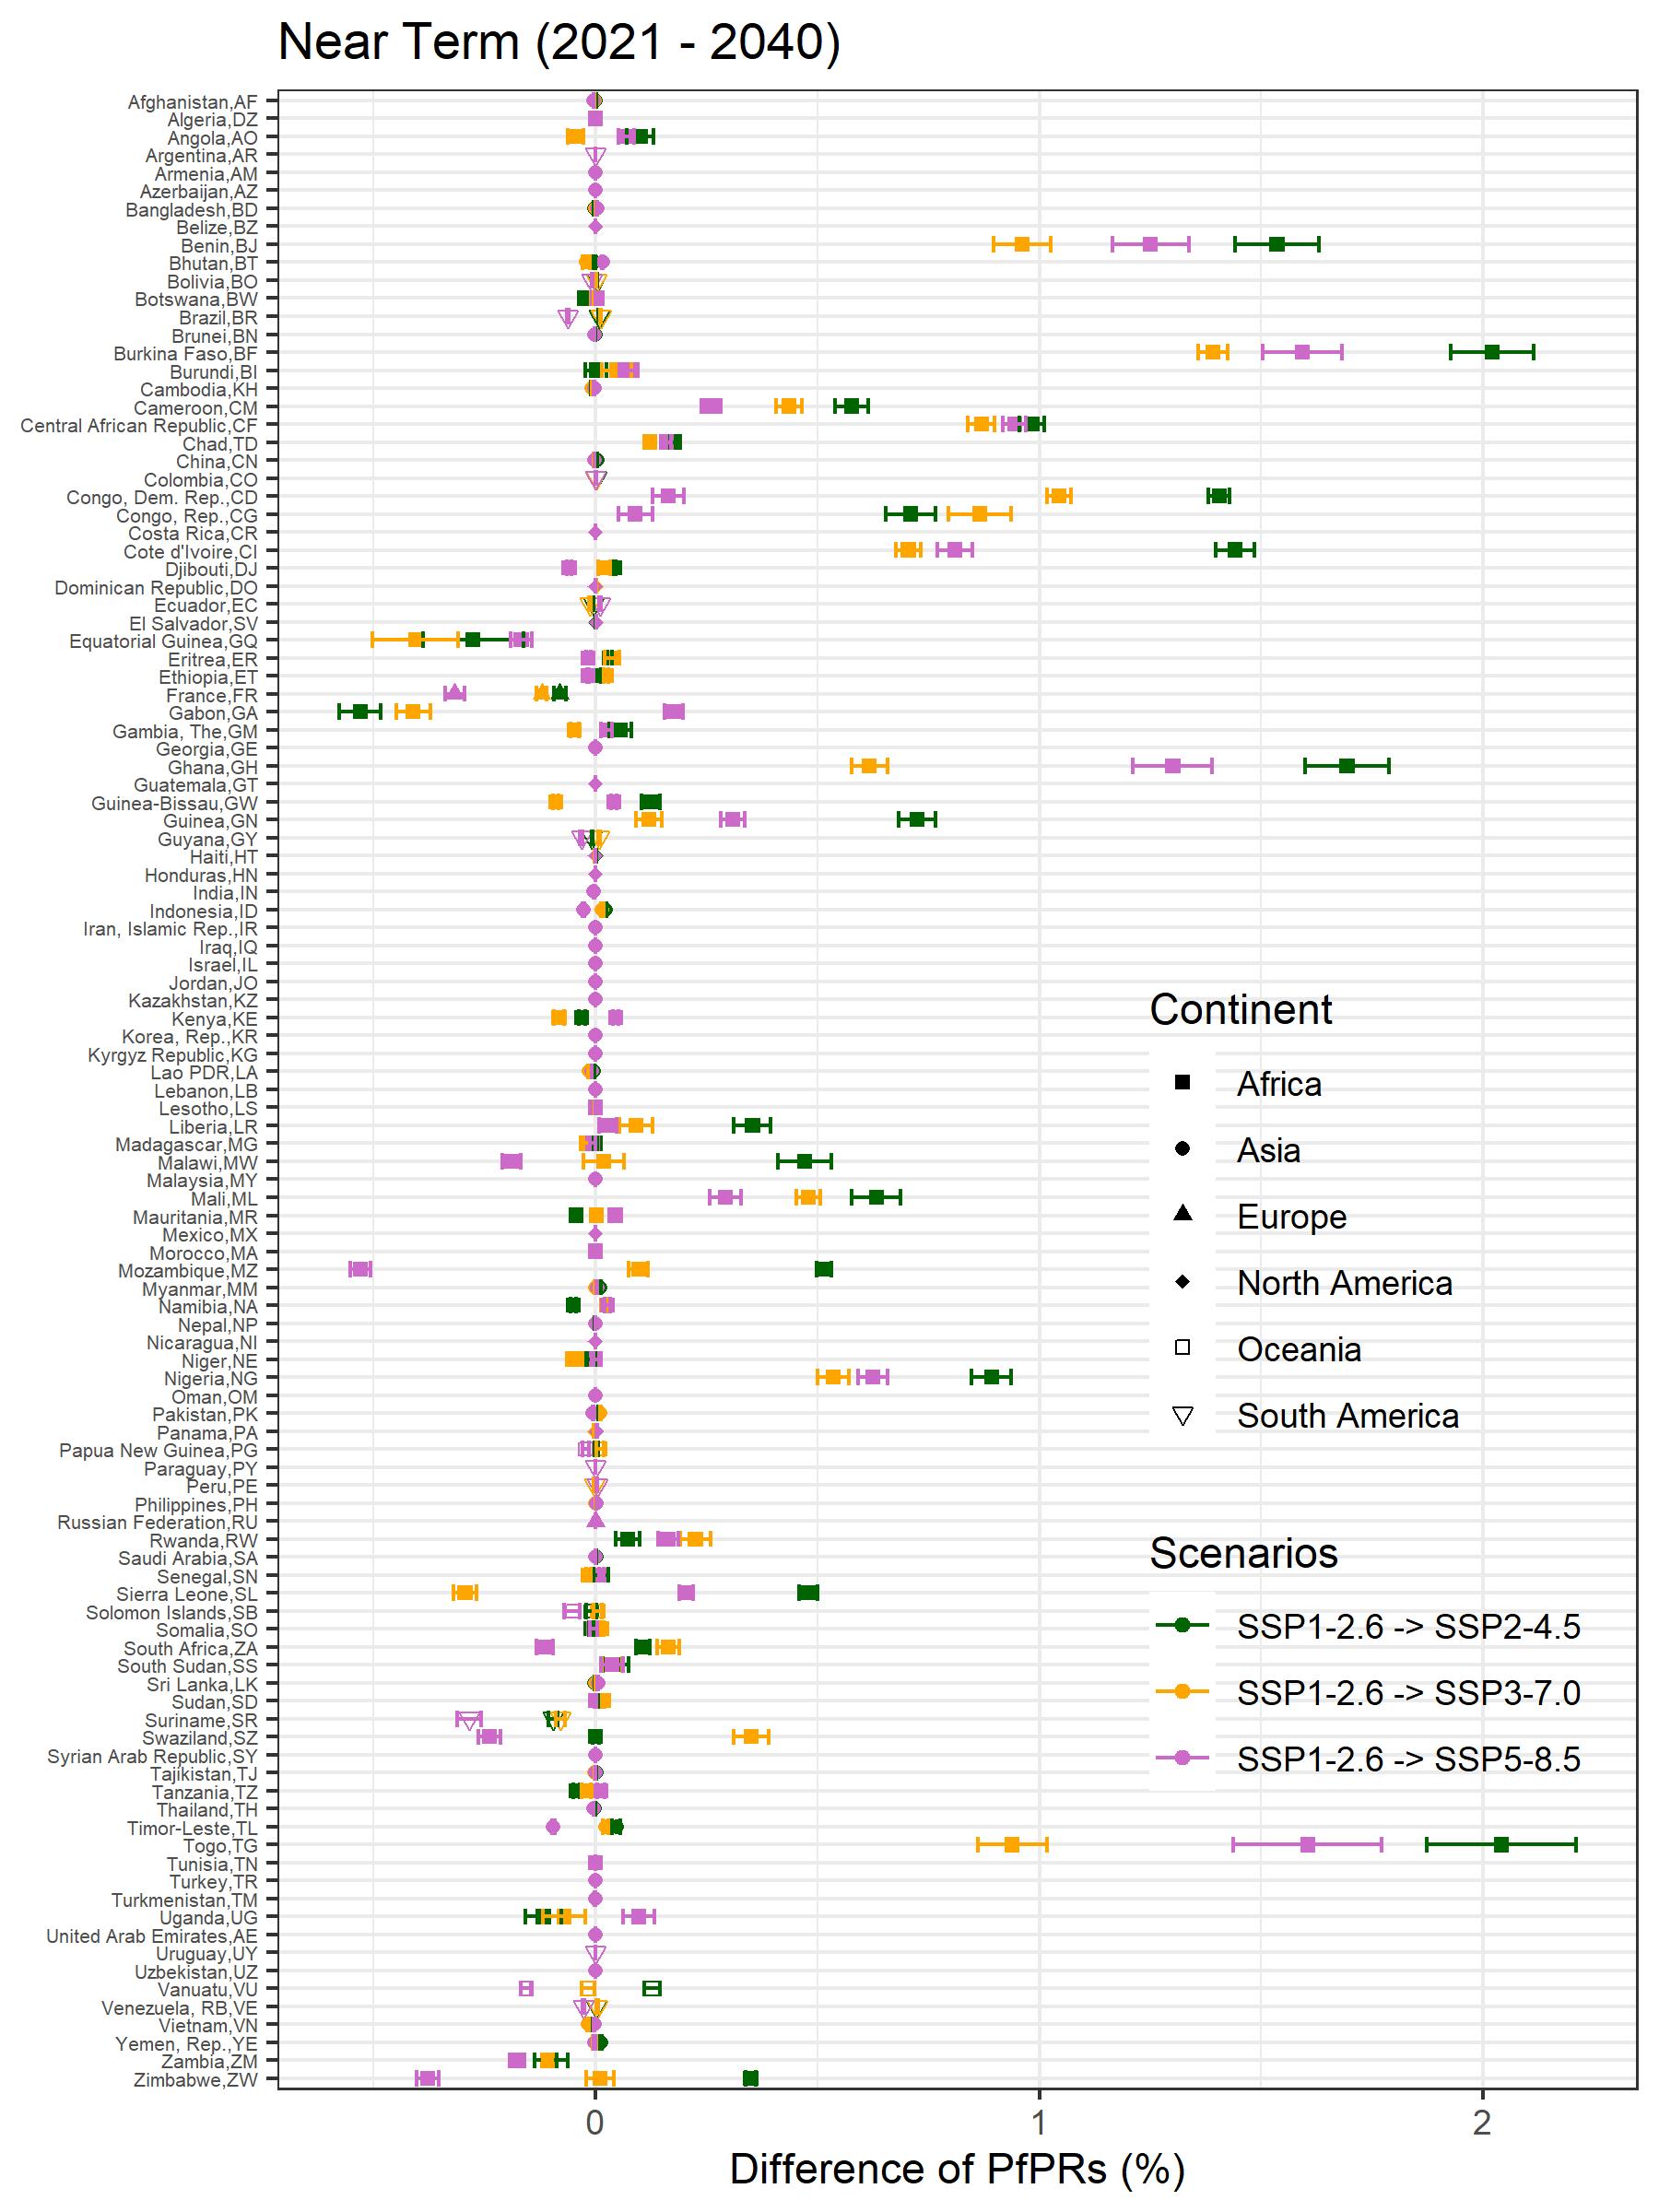 Near Term (2021 - 2040)
Afghanistan,AF
Algeria,DZ
Angola,AO
Argentina,AR
Armenia,AM
Azerbaijan,AZ
Bangladesh,BD
Belize,BZ
Benin,BJ
Bhutan,BT
Bolivia,BO
Botswana,BW
Brazil,BR
Brunei,BN
Burkina Faso,BF
Burundi,BI
Cambodia,KH
Cameroon,CM
Central African Republic,CF
Chad,TD
China,CN
Colombia,CO
Congo, Dem. Rep.,CD
Congo, Rep.,CG
Costa Rica,CR
Cote d'Ivoire,CI
Djibouti,DJ
Dominican Republic,DO
Ecuador,EC
El Salvador,SV
Equatorial Guinea,GQ
Eritrea,ER
Ethiopia,ET
France,FR
Gabon,GA
Gambia, The,GM
Georgia,GE
Ghana,GH
Guatemala,GT
Guinea-Bissau,GW
Guinea,GN
Guyana,GY
Haiti,HT
Honduras,HN
India,IN
Indonesia,ID
Iran, Islamic Rep.,IR
Iraq,IQ
Israel,IL
Jordan,JO
Kazakhstan,KZ
Kenya,KE
Korea, Rep.,KR
Kyrgyz Republic,KG
Lao PDR,LA
Lebanon,LB
Lesotho,LS
Liberia,LR
Madagascar,MG
Malawi,MW
Malaysia,MY
Mali,ML
Mauritania,MR
Mexico,MX
Morocco,MA
Mozambique,MZ
Myanmar,MM
Namibia,NA
Nepal,NP
Nicaragua,NI
Niger,NE
Nigeria,NG
Oman,OM
Pakistan,PK
Panama,PA
Papua New Guinea,PG
Paraguay,PY
Peru,PE
Philippines,PH
Russian Federation,RU
Rwanda,RW
Saudi Arabia,SA
Senegal,SN
Sierra Leone,SL
Solomon Islands,SB
Somalia,SO
South Africa,ZA
South Sudan,SS
Sri Lanka,LK
Sudan,SD
Suriname,SR
Swaziland,SZ
Syrian Arab Republic,SY
Tajikistan,TJ
Tanzania,TZ
Thailand,TH
Timor-Leste,TL
Togo,TG
Tunisia,TN
Turkey,TR
Turkmenistan,TM
Uganda,UG
United Arab Emirates,AE
Uruguay,UY
Uzbekistan,UZ
Vanuatu,VU
Venezuela, RB,VE
Vietnam,VN
Yemen, Rep.,YE
Zambia,ZM
Zimbabwe,ZW
Continent
Africa
Asia
Europe
North America
Oceania
South America
Scenarios
SSP1-2.6 -> SSP2-4.5
SSP1-2.6 -> SSP3-7.0
SSP1-2.6 -> SSP5-8.5
0
1
2
Difference of PfPRs (%)